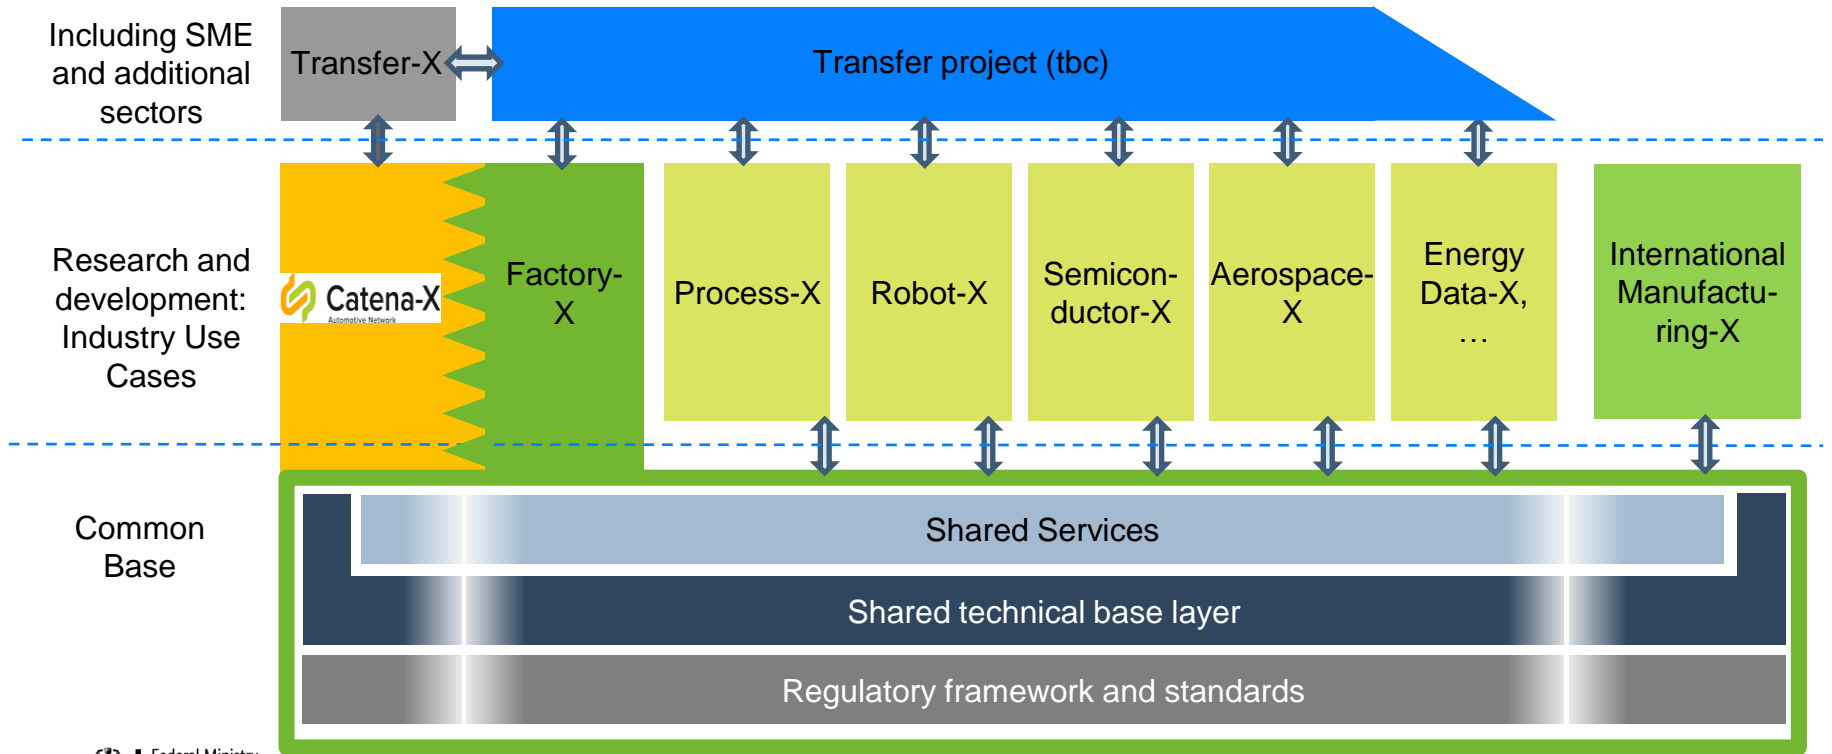 Including SME
and additional
sectors
Transfer-X
Transfer project (tbc)
Research and
development:
Industry Use
Cases
Catena-X
Automotive Network
Factory-
X
Process-X
Robot-X
Semicon-
ductor-X
Aerospace-
X
Energy
Data-X,
…
International
Manufactu-
ring-X
Common
Base
Shared Services
Shared technical base layer
Regulatory framework and standards
Federal Ministry